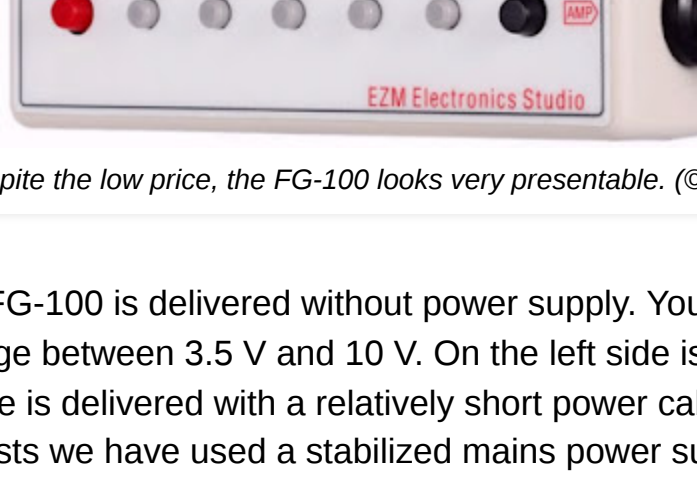 AMP
EZM Electronics Studio
pite the low price, the FG-100 looks very presentable. (©
FG-100 is delivered without power supply. You
ge between 3.5 V and 10 V. On the left side is
e is delivered with a relatively short power cab
sts we have used a stabilized mains power su